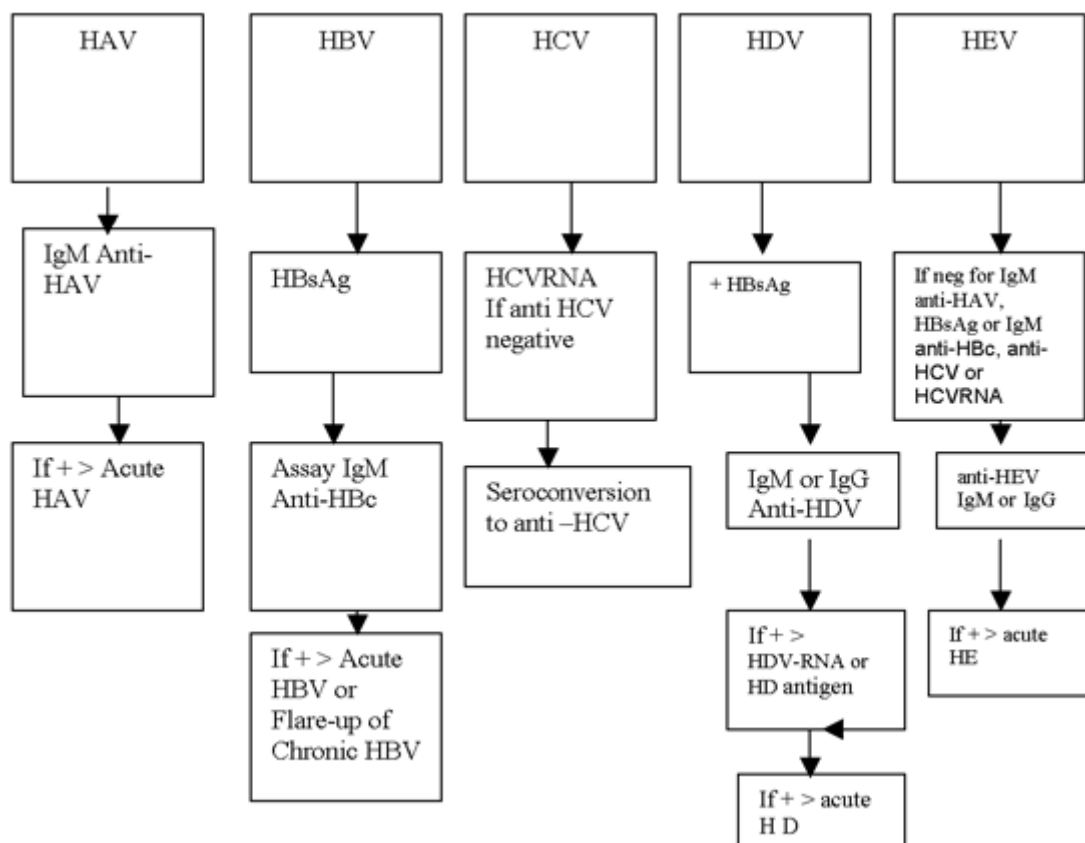 HAV
HBV
HCV
HDV
HEV
IgM Anti-
HAV
HBsAg
HCVRNA
If anti HCV
negative
+ HBsAg
If neg for IgM
anti-HAV,
HBsAg or IgM
anti-HBc, anti-
HCV or
HCVRNA
If + > Acute
HAV
Assay IgM
Anti-HBc
Seroconversion
to anti –HCV
IgM or IgG
Anti-HDV
anti-HEV
IgM or IgG
If + > Acute
HBV or
Flare-up of
Chronic HBV
If + >
HDV-RNA or
HD antigen
If + > acute
HE
If + > acute
H D